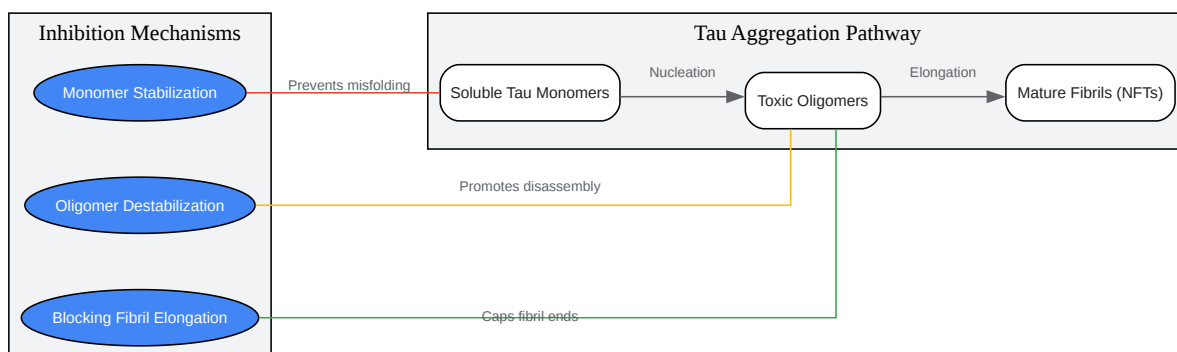 Inhibition Mechanisms
Monomer Stabilization
Oligomer Destabilization
Blocking Fibril Elongation
Prevents misfolding
Promotes disassembly
Caps fibril ends
Tau Aggregation Pathway
Soluble Tau Monomers
Nucleation
Toxic Oligomers
Elongation
Mature Fibrils (NFTs)